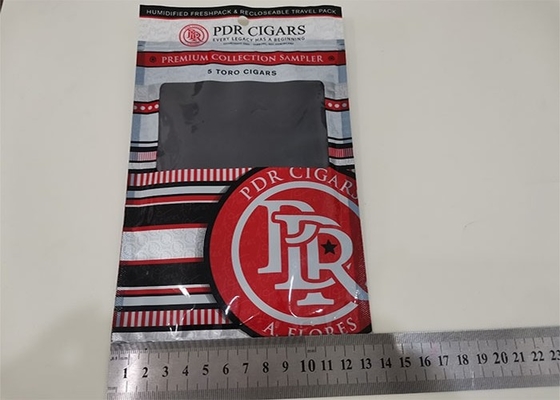 HUMIDIFIED FRESHPACK & RECLOSEABLE TRAVEL PACK
PDR CIGARS
EVERY LEGACY HAS A BEGINNING
PREMIUM COLLECTION SAMPLER
5 TORO CIGARS
PDR CIGARS
PDR
A. FLORES
1 2 3 4 5 6 7 8 9 10 11 12 13 14 15 16 17 18 19 20 21 22 23